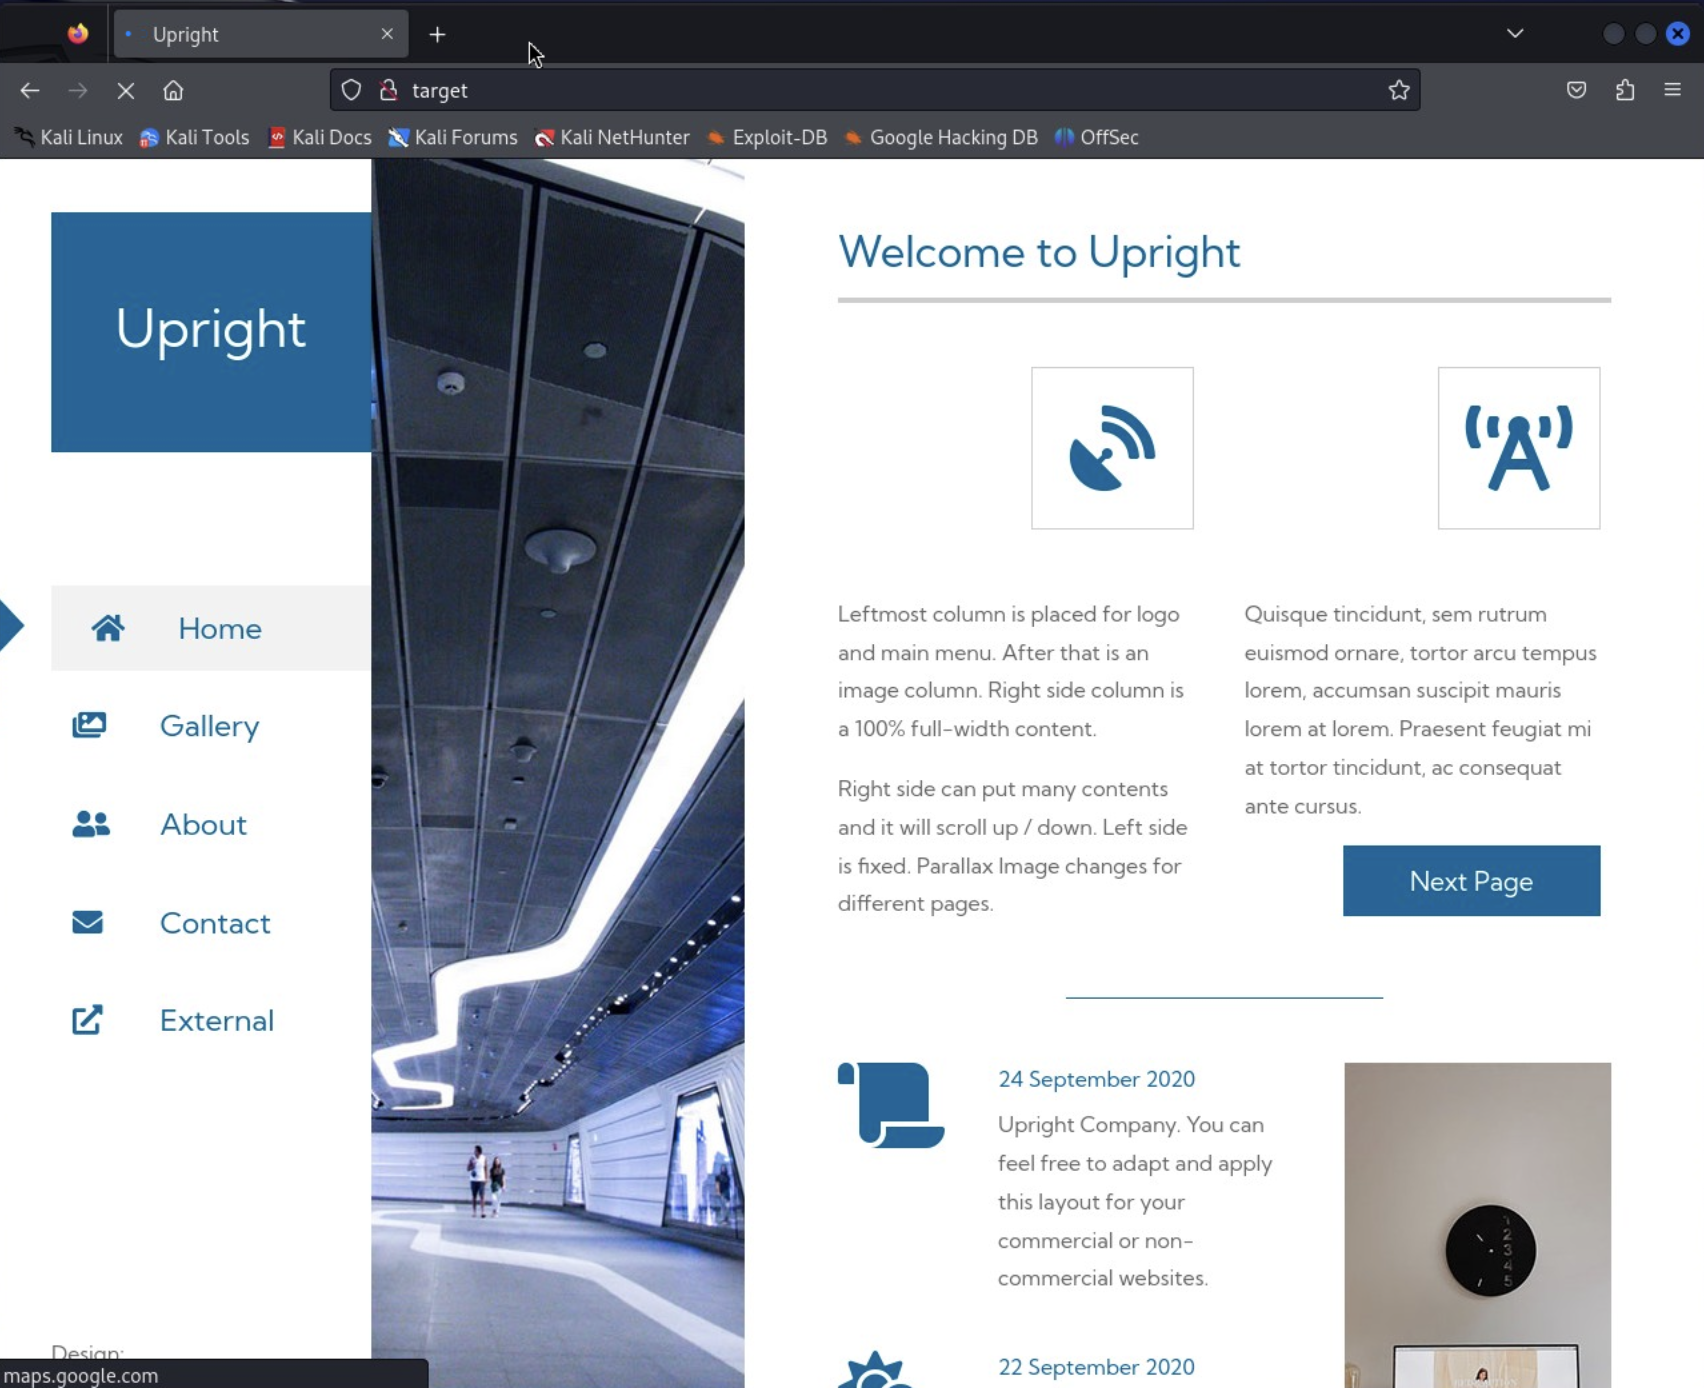 Upright
target
Kali Linux
Kali Tools
Kali Docs
Kali Forums
Kali NetHunter
Exploit-DB
Google Hacking DB
OffSec
Upright
Home
Gallery
About
Contact
External
Design:
maps.google.com
Welcome to Upright
Leftmost column is placed for logo
and main menu. After that is an
image column. Right side column is
a 100% full-width content.
Right side can put many contents
and it will scroll up / down. Left side
is fixed. Parallax Image changes for
different pages.
Quisque tincidunt, sem rutrum
euismod ornare, tortor arcu tempus
lorem, accumsan suscipit mauris
lorem at lorem. Praesent feugiat mi
at tortor tincidunt, ac consequat
ante cursus.
Next Page
24 September 2020
Upright Company. You can
feel free to adapt and apply
this layout for your
commercial or non-
commercial websites.
22 September 2020
1
2
3
4
5